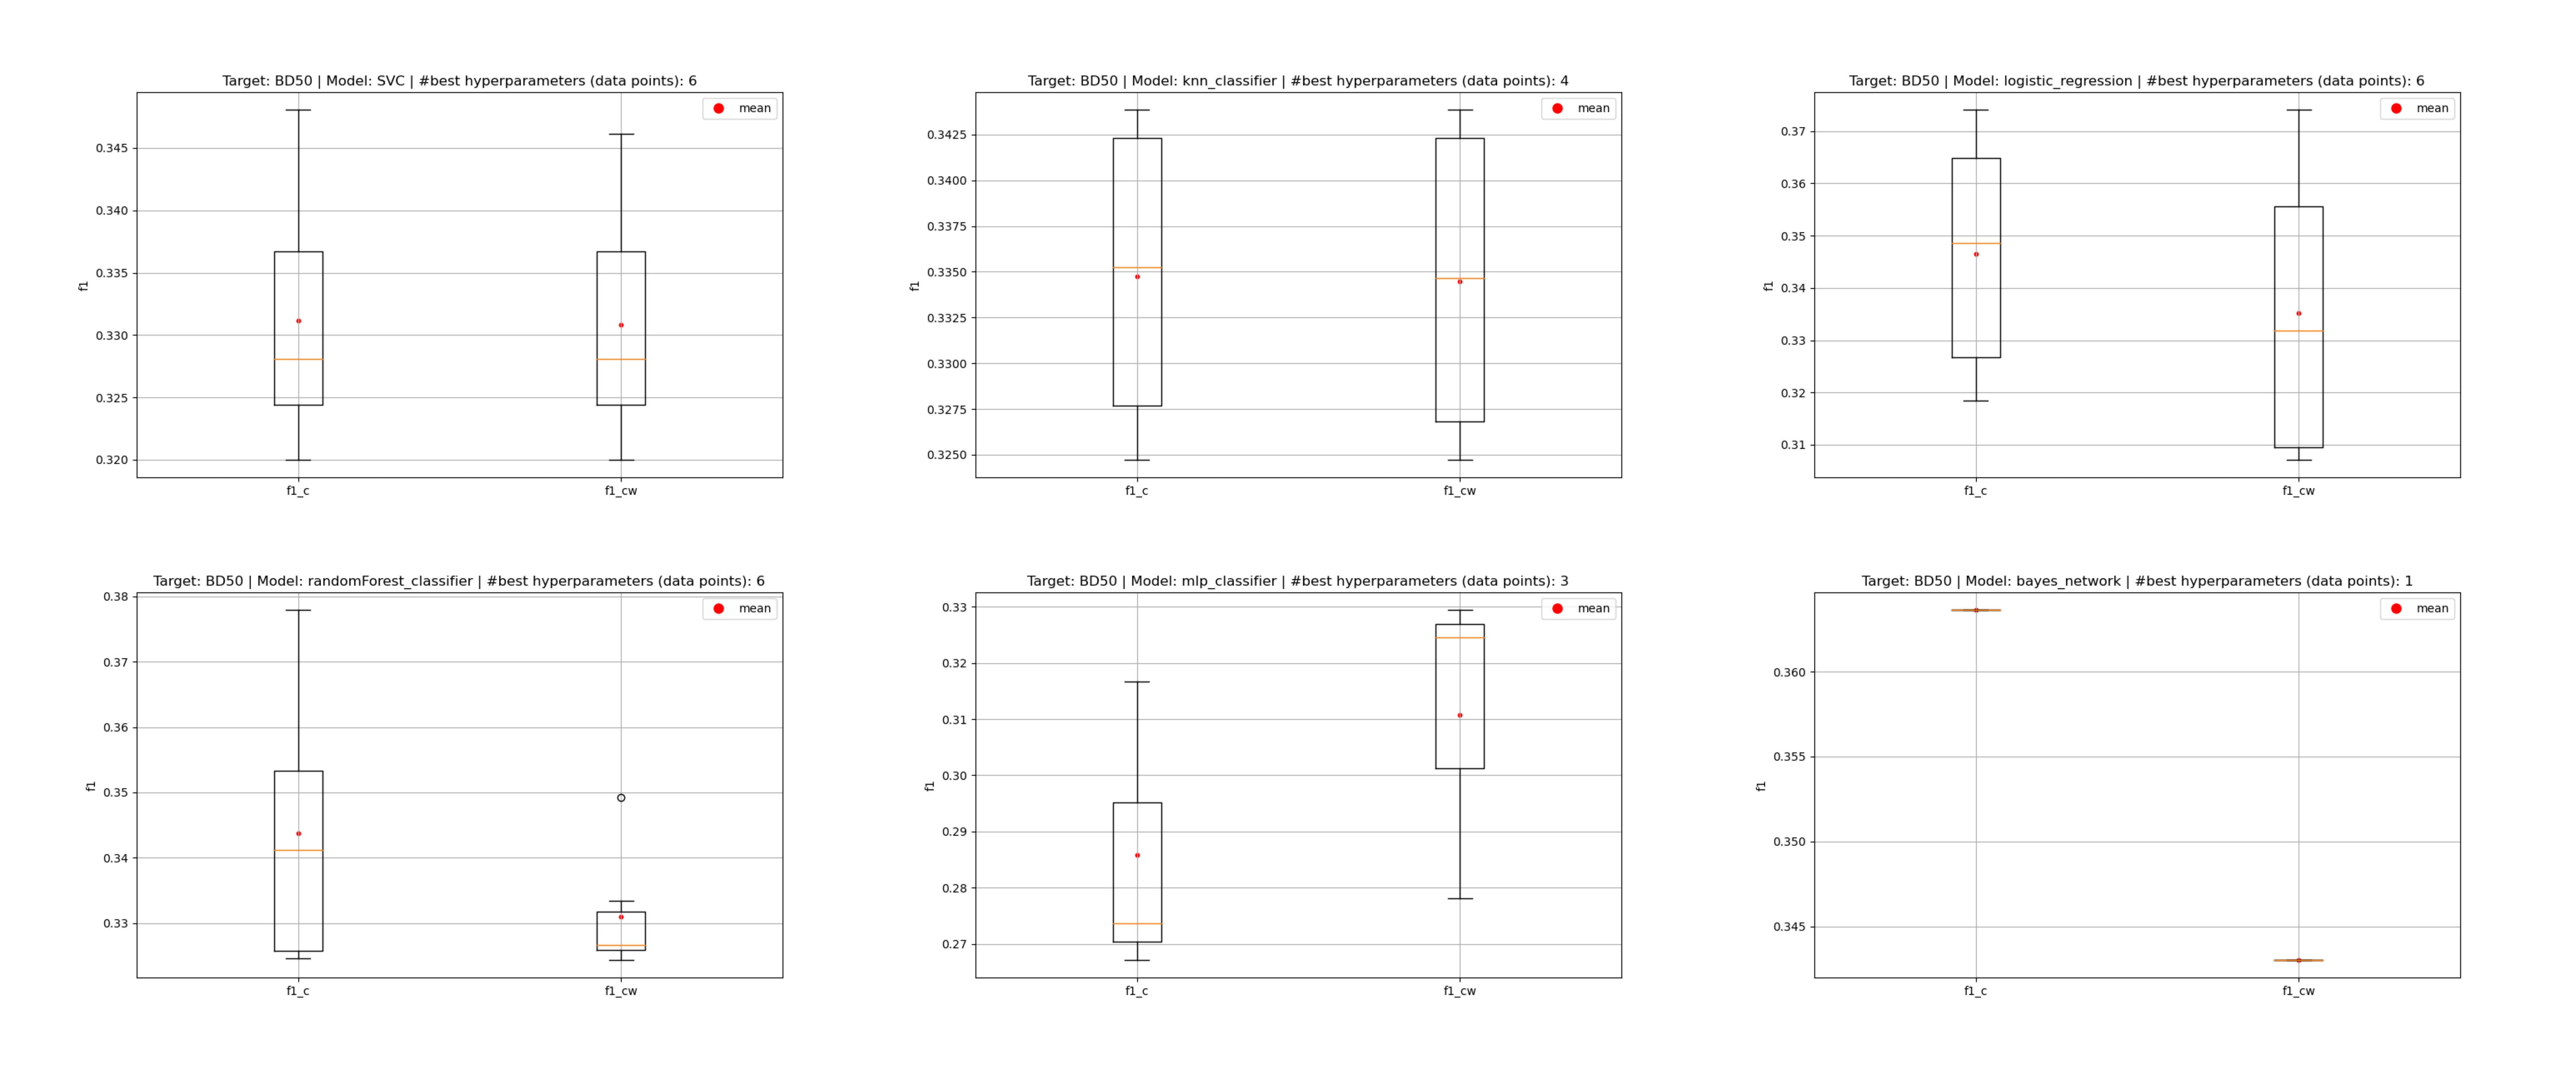 Target: BD50 | Model: SVC | #best hyperparameters (data points): 6
mean
0.345
0.340
0.335
0.330
0.325
0.320
f1
f1_c
f1_cw
Target: BD50 | Model: knn_classifier | #best hyperparameters (data points): 4
mean
0.3425
0.3400
0.3375
0.3350
0.3325
0.3300
0.3275
0.3250
f1
f1_c
f1_cw
Target: BD50 | Model: logistic_regression | #best hyperparameters (data points): 6
mean
0.37
0.36
0.35
0.34
0.33
0.32
0.31
f1
f1_c
f1_cw
Target: BD50 | Model: randomForest_classifier | #best hyperparameters (data points): 6
mean
0.38
0.37
0.36
0.35
0.34
0.33
f1
f1_c
f1_cw
Target: BD50 | Model: mlp_classifier | #best hyperparameters (data points): 3
mean
0.33
0.32
0.31
0.30
0.29
0.28
0.27
f1
f1_c
f1_cw
Target: BD50 | Model: bayes_network | #best hyperparameters (data points): 1
mean
0.360
0.355
0.350
0.345
f1
f1_c
f1_cw